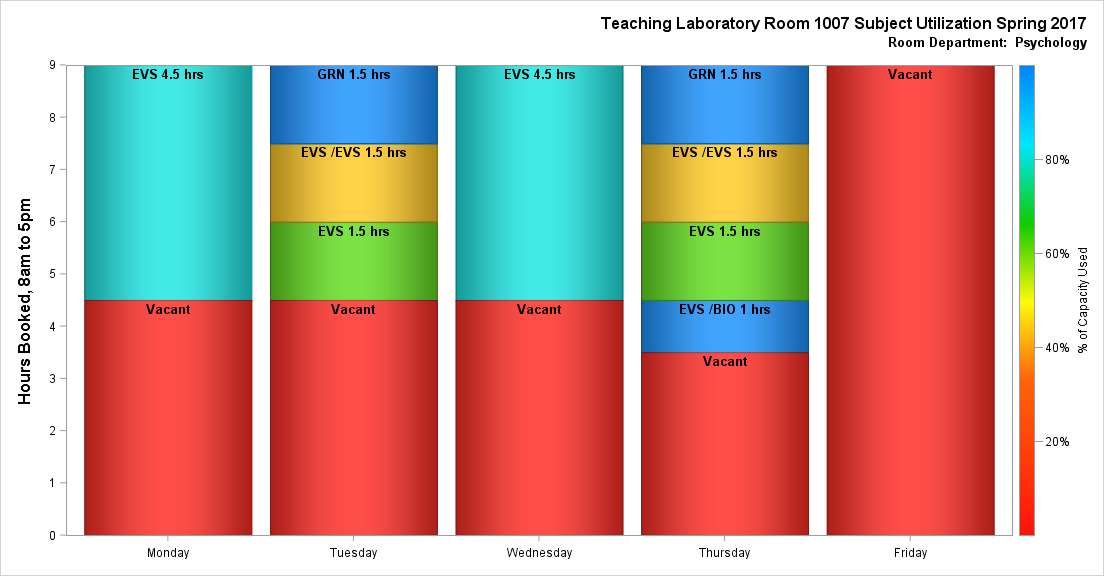 Teaching Laboratory Room 1007 Subject Utilization Spring 2017
Room Department:  Psychology
Hours Booked, 8am to 5pm
9
8
7
6
5
4
3
2
1
0
EVS 4.5 hrs
Vacant
GRN 1.5 hrs
EVS /EVS 1.5 hrs
EVS 1.5 hrs
Vacant
EVS 4.5 hrs
Vacant
GRN 1.5 hrs
EVS /EVS 1.5 hrs
EVS 1.5 hrs
EVS /BIO 1 hrs
Vacant
Vacant
Monday
Tuesday
Wednesday
Thursday
Friday
80%
60%
40%
20%
% of Capacity Used